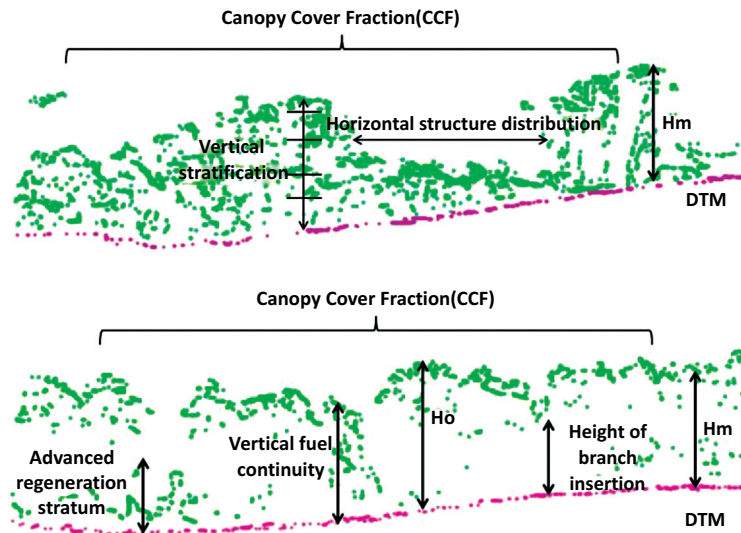 Canopy Cover Fraction(CCF)
Horizontal structure distribution
Hm
Vertical
stratification
DTM
Canopy Cover Fraction(CCF)
Ho
Hm
Advanced
regeneration
stratum
Vertical fuel
continuity
Height of
branch
insertion
DTM